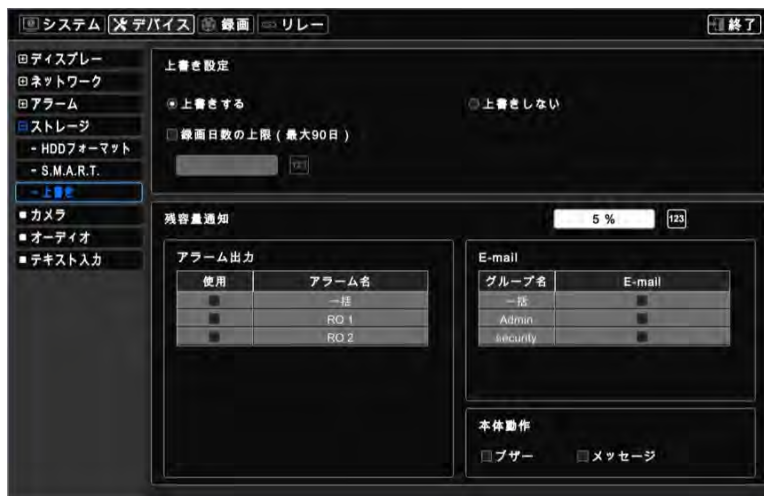 システム デバイス 録画 リレー 終了
ディスプレー
ネットワーク
アラーム
ストレージ
- HDDフォーマット
- S.M.A.R.T.
- 上書き
カメラ
オーディオ
テキスト入力
上書き設定
上書きする 上書きしない
録画日数の上限(最大90日)
123
残容量通知 5 % 123
アラーム出力
使用 アラーム名
一括
RO 1
RO 2
E-mail
グループ名 E-mail
一括
Admin
security
本体動作
ブザー メッセージ